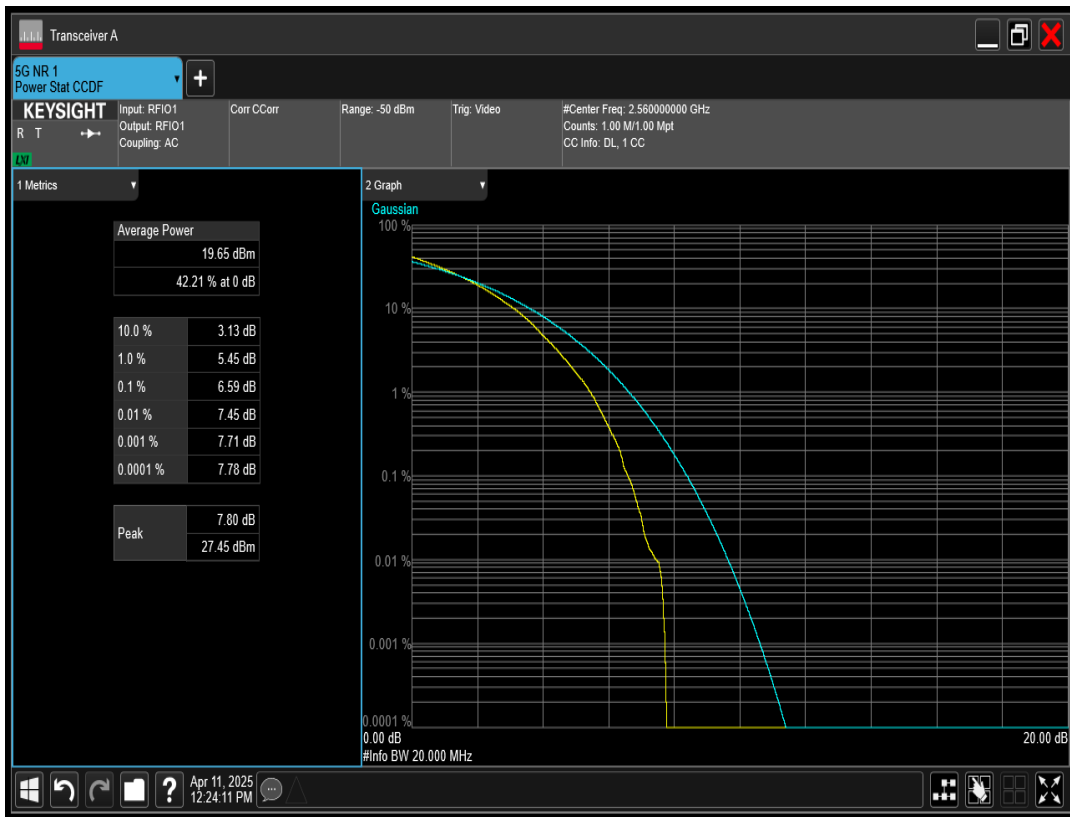 Transceiver A
5G NR 1
Power Stat CCDF
+
KEYSIGHT
R T
LXI
Input: RFIO1
Output: RFIO1
Coupling: AC
Corr CCorr
Range: -50 dBm
Trig: Video
#Center Freq: 2.560000000 GHz
Counts: 1.00 M/1.00 Mpt
CC Info: DL, 1 CC
1 Metrics
Average Power
19.65 dBm
42.21 % at 0 dB
10.0 % 3.13 dB
1.0 % 5.45 dB
0.1 % 6.59 dB
0.01 % 7.45 dB
0.001 % 7.71 dB
0.0001 % 7.78 dB
Peak
7.80 dB
27.45 dBm
2 Graph
Gaussian
100 %
10 %
1 %
0.1 %
0.01 %
0.001 %
0.0001 %
0.00 dB 20.00 dB
#Info BW 20.000 MHz
?
Apr 11, 2025
12:24:11 PM